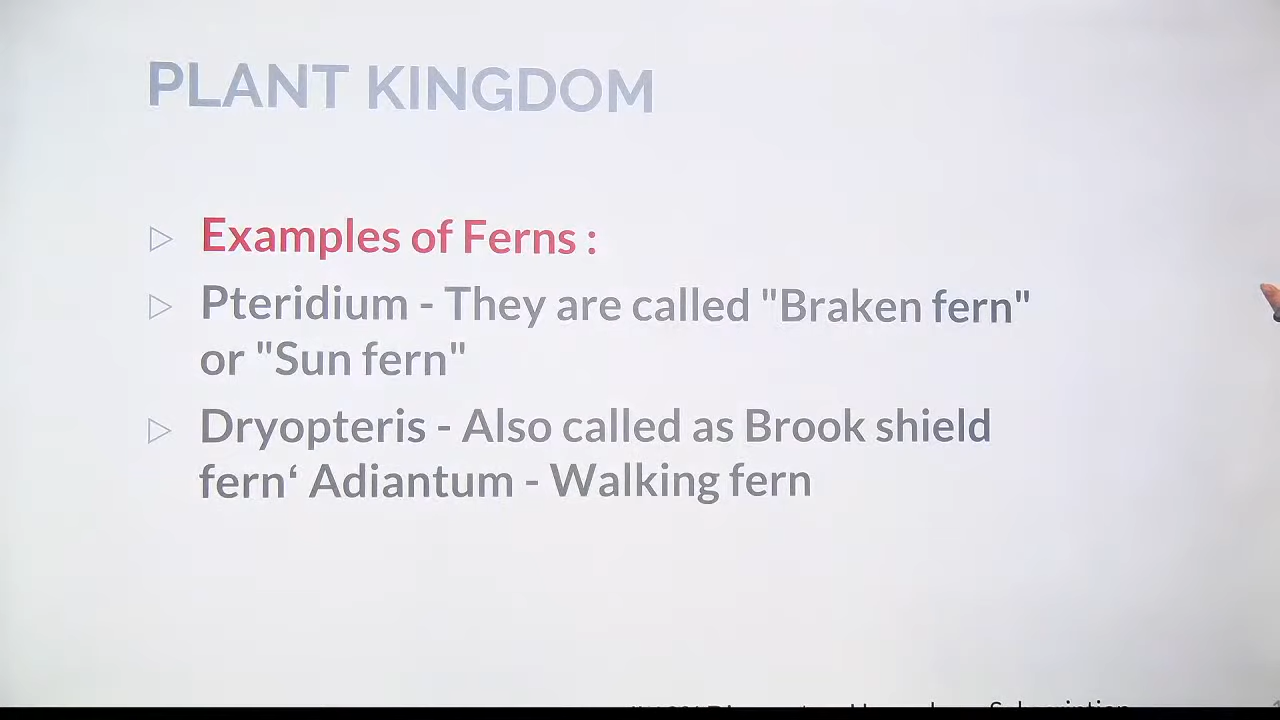 PLANT KINGDOM
Examples of Ferns :
Pteridium - They are called "Braken fern"
or "Sun fern"
Dryopteris - Also called as Brook shield
fern‘ Adiantum - Walking fern